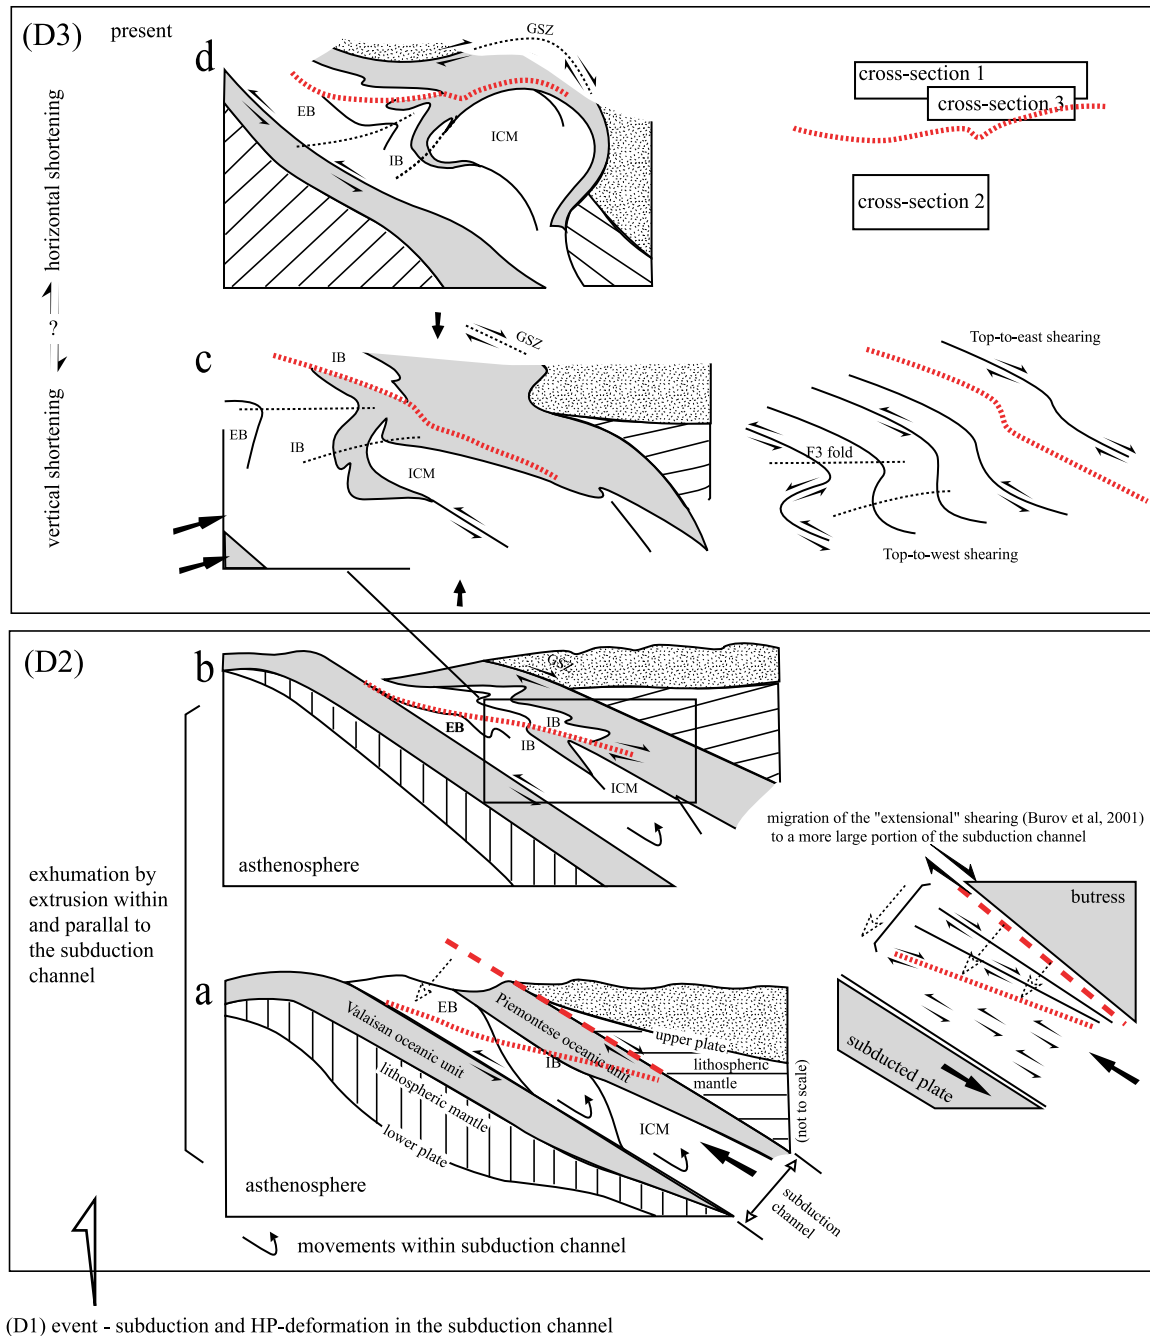 (D3)
present
d
GSZ
EB
IB
ICM
cross-section 1
cross-section 3
cross-section 2
horizontal shortening
?
vertical shortening
c
GSZ
IB
EB
IB
ICM
Top-to-east shearing
F3 fold
Top-to-west shearing
(D2)
b
GSZ
EB
IB
IB
ICM
asthenosphere
migration of the "extensional" shearing (Burov et al, 2001)
to a more large portion of the subduction channel
butress
subducted plate
exhumation by
extrusion within
and parallal to
the subduction
channel
a
EB
IB
ICM
Valaisan oceanic unit
Piemontese oceanic unit
lithospheric mantle
lower plate
upper plate
lithospheric
mantle
(not to scale)
asthenosphere
subduction
channel
movements within subduction channel
(D1) event - subduction and HP-deformation in the subduction channel